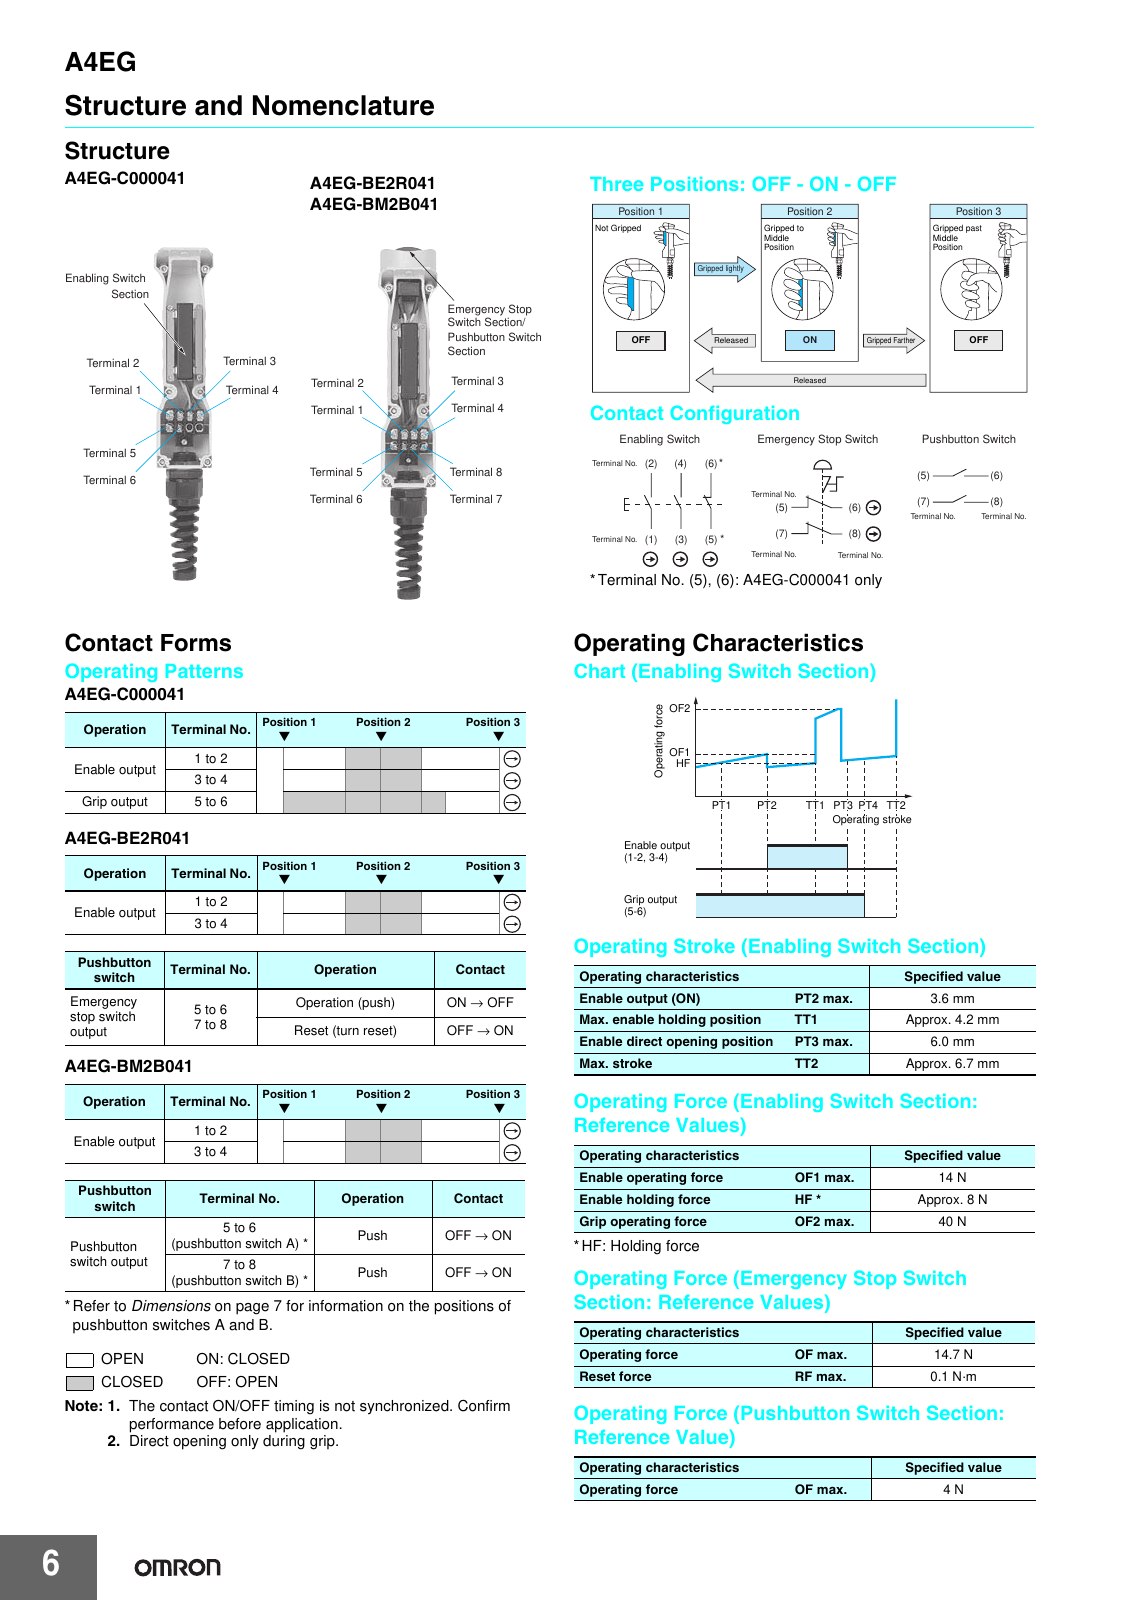 A4EG
Structure and Nomenclature
Structure
A4EG-C000041
Enabling Switch
Section
Terminal 2
Terminal 3
Terminal 1
Terminal 4
Terminal 5
Terminal 6
A4EG-BE2R041
A4EG-BM2B041
Emergency Stop
Switch Section/
Pushbutton Switch
Section
Terminal 2
Terminal 3
Terminal 1
Terminal 4
Terminal 5
Terminal 8
Terminal 6
Terminal 7
Three Positions: OFF - ON - OFF
Position 1
Not Gripped
OFF
Gripped lightly
Released
Position 2
Gripped to
Middle
Position
ON
Gripped Farther
Position 3
Gripped past
Middle
Position
OFF
Released
Contact Configuration
Enabling Switch
Terminal No. (2) (4) (6) *
Terminal No. (1) (3) (5) *
Emergency Stop Switch
Terminal No.
(5) (6)
(7) (8)
Terminal No. Terminal No.
Pushbutton Switch
(5) (6)
(7) (8)
Terminal No. Terminal No.
* Terminal No. (5), (6): A4EG-C000041 only
Contact Forms
Operating Patterns
A4EG-C000041
Operation Terminal No. Position 1 Position 2 Position 3
▼ ▼ ▼
Enable output 1 to 2
3 to 4
Grip output 5 to 6
A4EG-BE2R041
Operation Terminal No. Position 1 Position 2 Position 3
▼ ▼ ▼
Enable output 1 to 2
3 to 4
Pushbutton
switch Terminal No. Operation Contact
Emergency
stop switch
output
5 to 6
7 to 8
Operation (push) ON → OFF
Reset (turn reset) OFF → ON
A4EG-BM2B041
Operation Terminal No. Position 1 Position 2 Position 3
▼ ▼ ▼
Enable output 1 to 2
3 to 4
Pushbutton
switch Terminal No. Operation Contact
Pushbutton
switch output
5 to 6
(pushbutton switch A) * Push OFF → ON
7 to 8
(pushbutton switch B) * Push OFF → ON
* Refer to Dimensions on page 7 for information on the positions of
pushbutton switches A and B.
OPEN ON: CLOSED
CLOSED OFF: OPEN
Note: 1. The contact ON/OFF timing is not synchronized. Confirm
performance before application.
2. Direct opening only during grip.
Operating Characteristics
Chart (Enabling Switch Section)
Operating force
OF2
OF1
HF
PT1 PT2 TT1 PT3 PT4 TT2
Operating stroke
Enable output
(1-2, 3-4)
Grip output
(5-6)
Operating Stroke (Enabling Switch Section)
Operating characteristics Specified value
Enable output (ON) PT2 max. 3.6 mm
Max. enable holding position TT1 Approx. 4.2 mm
Enable direct opening position PT3 max. 6.0 mm
Max. stroke TT2 Approx. 6.7 mm
Operating Force (Enabling Switch Section:
Reference Values)
Operating characteristics Specified value
Enable operating force OF1 max. 14 N
Enable holding force HF * Approx. 8 N
Grip operating force OF2 max. 40 N
* HF: Holding force
Operating Force (Emergency Stop Switch
Section: Reference Values)
Operating characteristics Specified value
Operating force OF max. 14.7 N
Reset force RF max. 0.1 N·m
Operating Force (Pushbutton Switch Section:
Reference Value)
Operating characteristics Specified value
Operating force OF max. 4 N
6
OMRON